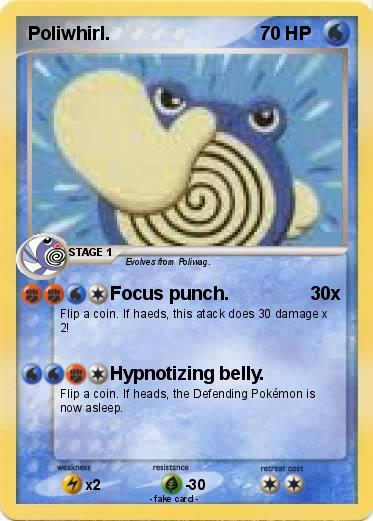 Poliwhirl. 70 HP
STAGE 1
Evolves from Poliwag.
Focus punch. 30x
Flip a coin. If haeds, this atack does 30 damage x
2!
Hypnotizing belly.
Flip a coin. If heads, the Defending Pokémon is
now asleep.
weakness resistance retreat cost
x2 -30
- fake card -